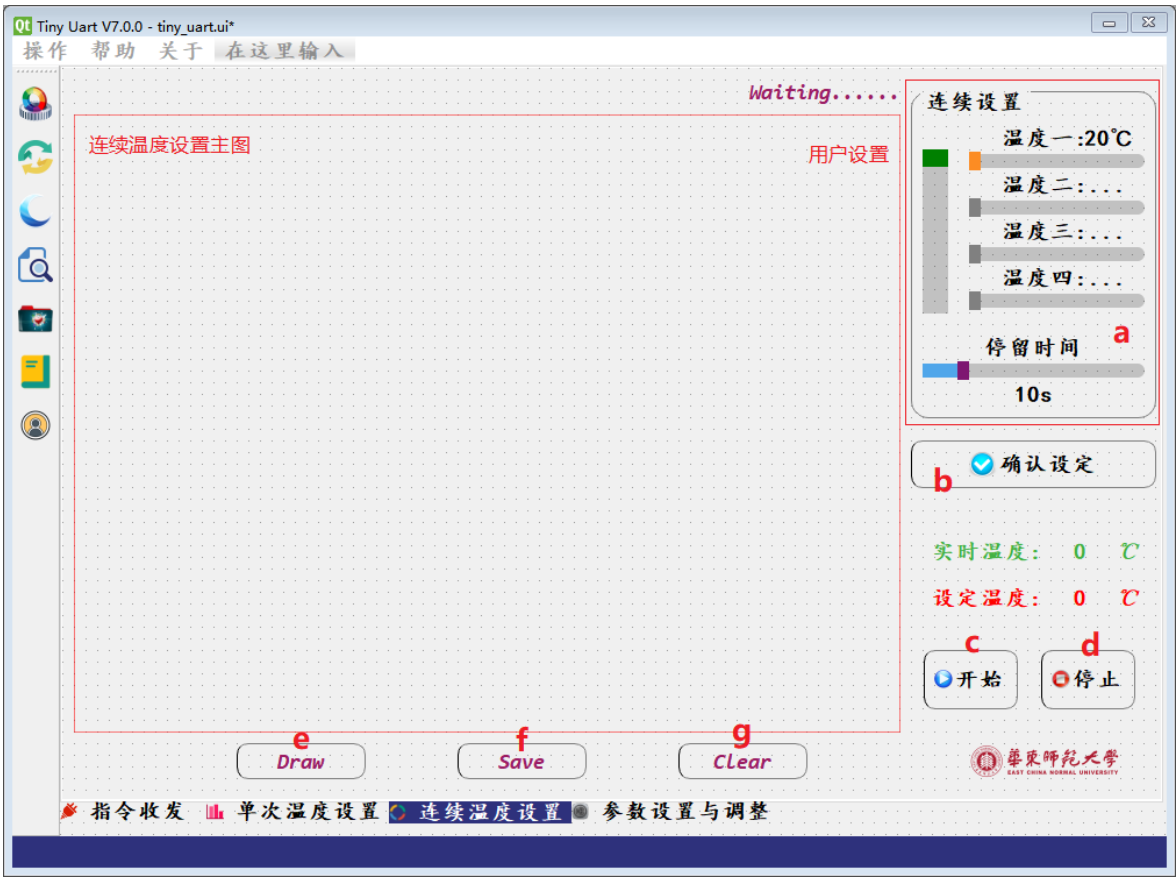 Tiny Uart V7.0.0 - tiny_uart.ui*
操作 帮助 关于 在这里输入
Waiting......
连续温度设置主图
用户设置
连续设置
温度一:20℃
温度二:...
温度三:...
温度四:...
a
停留时间
10s
b
确认设定
实时温度: 0 ℃
设定温度: 0 ℃
c
d
开始
停止
e
f
g
Draw
Save
Clear
華東師範大學
EAST CHINA NORMAL UNIVERSITY
指令收发 单次温度设置 连续温度设置 参数设置与调整